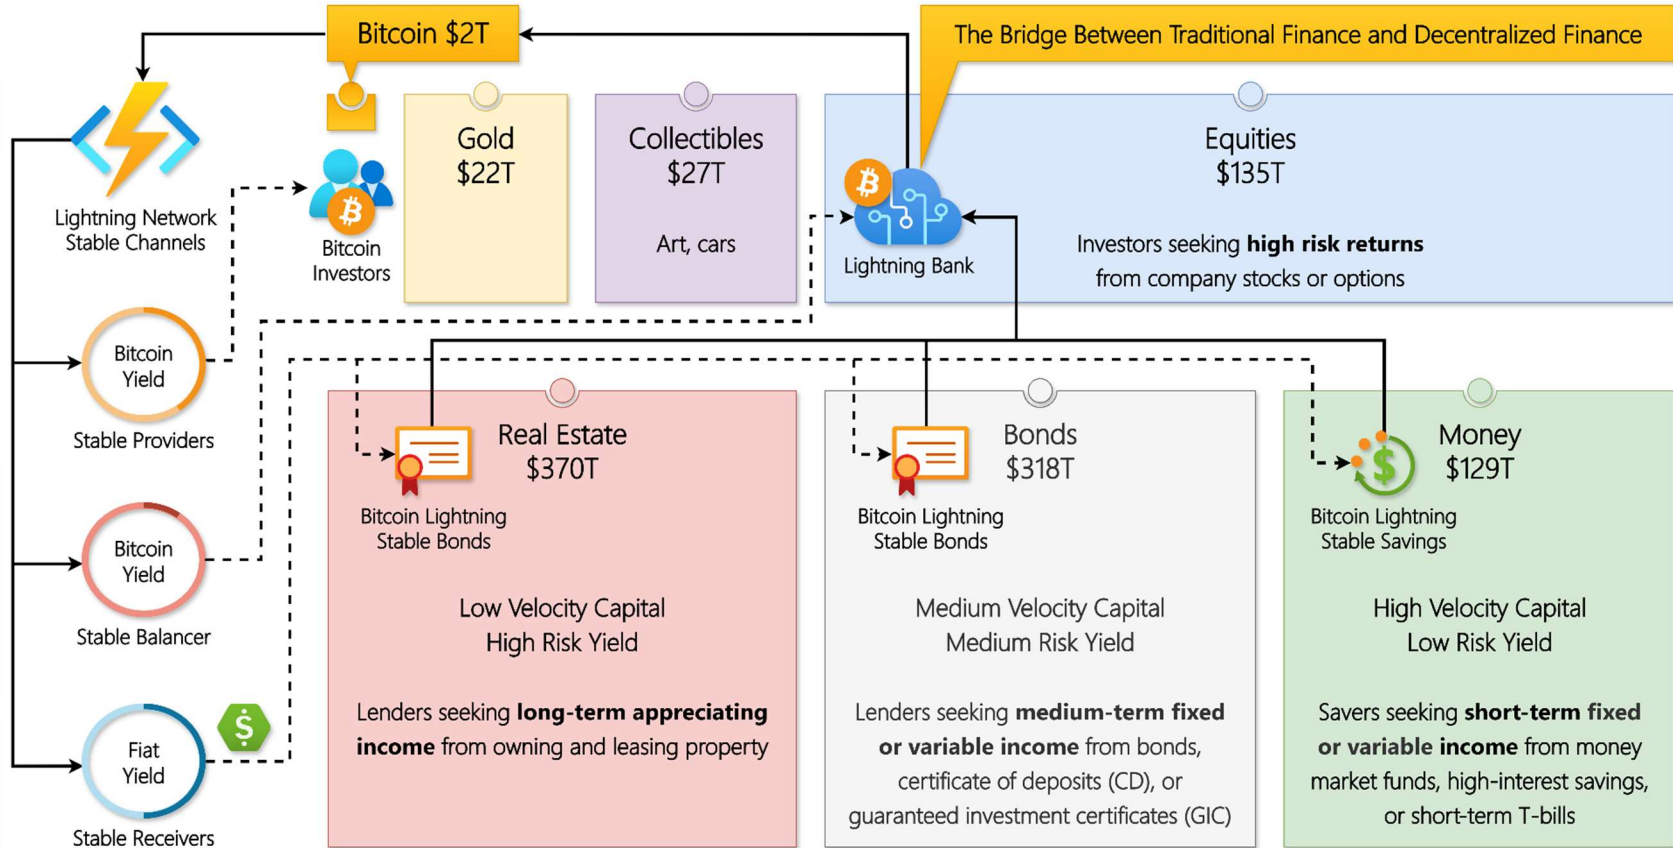 Bitcoin $2T
The Bridge Between Traditional Finance and Decentralized Finance
Lightning Network
Stable Channels
Bitcoin
Investors
Gold
$22T
Collectibles
$27T
Art, cars
Lightning Bank
Equities
$135T
Investors seeking high risk returns
from company stocks or options
Bitcoin
Yield
Stable Providers
Bitcoin
Yield
Stable Balancer
Fiat
Yield
$
Stable Receivers
Real Estate
$370T
Bitcoin Lightning
Stable Bonds
Low Velocity Capital
High Risk Yield
Lenders seeking long-term appreciating
income from owning and leasing property
Bonds
$318T
Bitcoin Lightning
Stable Bonds
Medium Velocity Capital
Medium Risk Yield
Lenders seeking medium-term fixed
or variable income from bonds,
certificate of deposits (CD), or
guaranteed investment certificates (GIC)
Money
$129T
$
Bitcoin Lightning
Stable Savings
High Velocity Capital
Low Risk Yield
Savers seeking short-term fixed
or variable income from money
market funds, high-interest savings,
or short-term T-bills